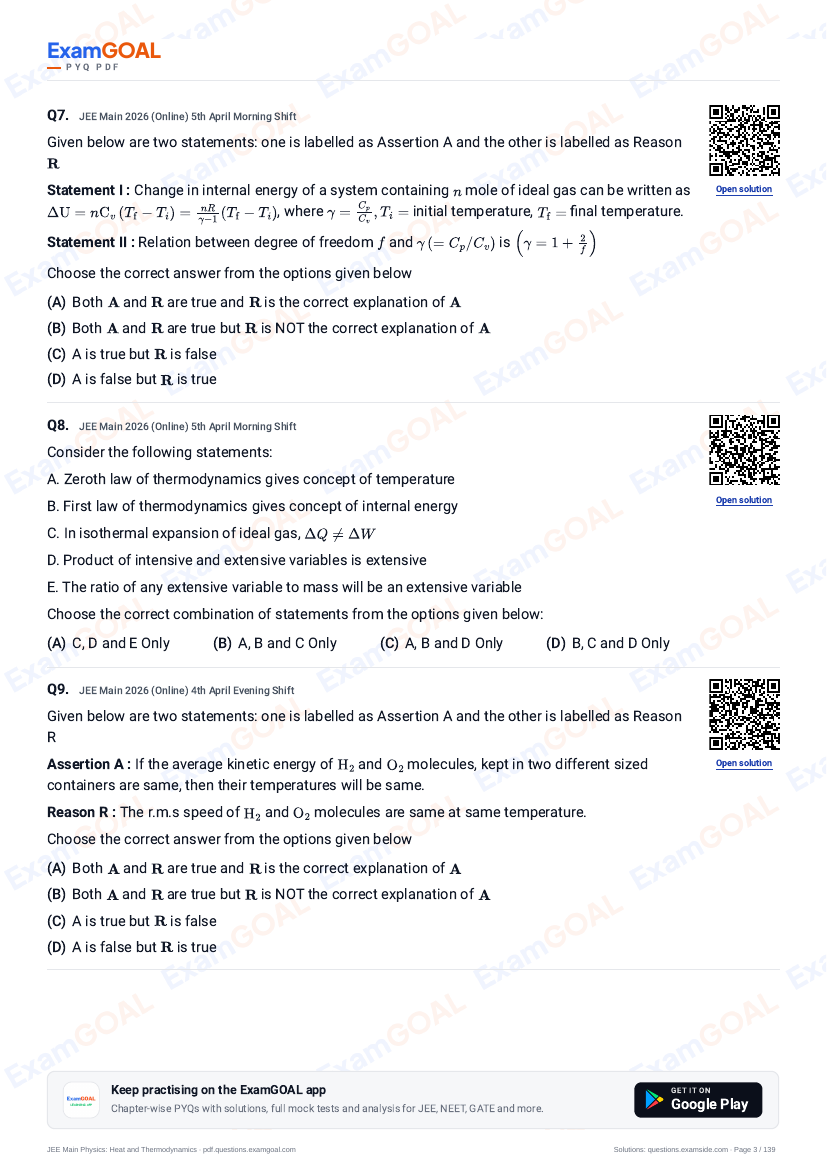 ExamGOAL
PYQ PDF
Q7. JEE Main 2026 (Online) 5th April Morning Shift
Given below are two statements: one is labelled as Assertion A and the other is labelled as Reason
R
Open solution
Statement I : Change in internal energy of a system containing n mole of ideal gas can be written as
ΔU = nC_v (T_f − T_i) = nR/(γ−1) (T_f − T_i), where γ = C_p/C_v, T_i = initial temperature, T_f = final temperature.
Statement II : Relation between degree of freedom f and γ (= C_p/C_v) is (γ = 1 + 2/f)
Choose the correct answer from the options given below
(A) Both A and R are true and R is the correct explanation of A
(B) Both A and R are true but R is NOT the correct explanation of A
(C) A is true but R is false
(D) A is false but R is true
Q8. JEE Main 2026 (Online) 5th April Morning Shift
Consider the following statements:
A. Zeroth law of thermodynamics gives concept of temperature
Open solution
B. First law of thermodynamics gives concept of internal energy
C. In isothermal expansion of ideal gas, ΔQ ≠ ΔW
D. Product of intensive and extensive variables is extensive
E. The ratio of any extensive variable to mass will be an extensive variable
Choose the correct combination of statements from the options given below:
(A) C, D and E Only (B) A, B and C Only (C) A, B and D Only (D) B, C and D Only
Q9. JEE Main 2026 (Online) 4th April Evening Shift
Given below are two statements: one is labelled as Assertion A and the other is labelled as Reason
R
Open solution
Assertion A : If the average kinetic energy of H₂ and O₂ molecules, kept in two different sized
containers are same, then their temperatures will be same.
Reason R : The r.m.s speed of H₂ and O₂ molecules are same at same temperature.
Choose the correct answer from the options given below
(A) Both A and R are true and R is the correct explanation of A
(B) Both A and R are true but R is NOT the correct explanation of A
(C) A is true but R is false
(D) A is false but R is true
ExamGOAL
Keep practising on the ExamGOAL app
Chapter-wise PYQs with solutions, full mock tests and analysis for JEE, NEET, GATE and more.
GET IT ON
Google Play
JEE Main Physics: Heat and Thermodynamics · pdf.questions.examgoal.com
Solutions: questions.examside.com · Page 3 / 139